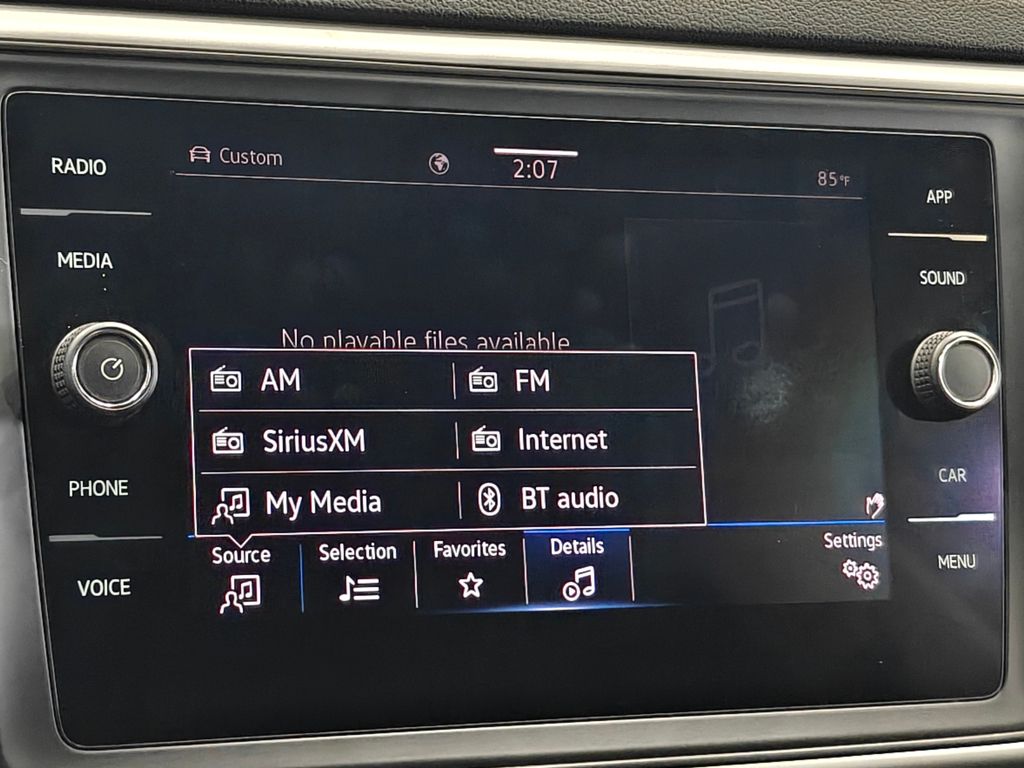 RADIO
Custom
2:07
85°F
APP
MEDIA
SOUND
No playable files available
AM
FM
SiriusXM
Internet
My Media
BT audio
PHONE
CAR
Source
Selection
Favorites
Details
Settings
VOICE
MENU